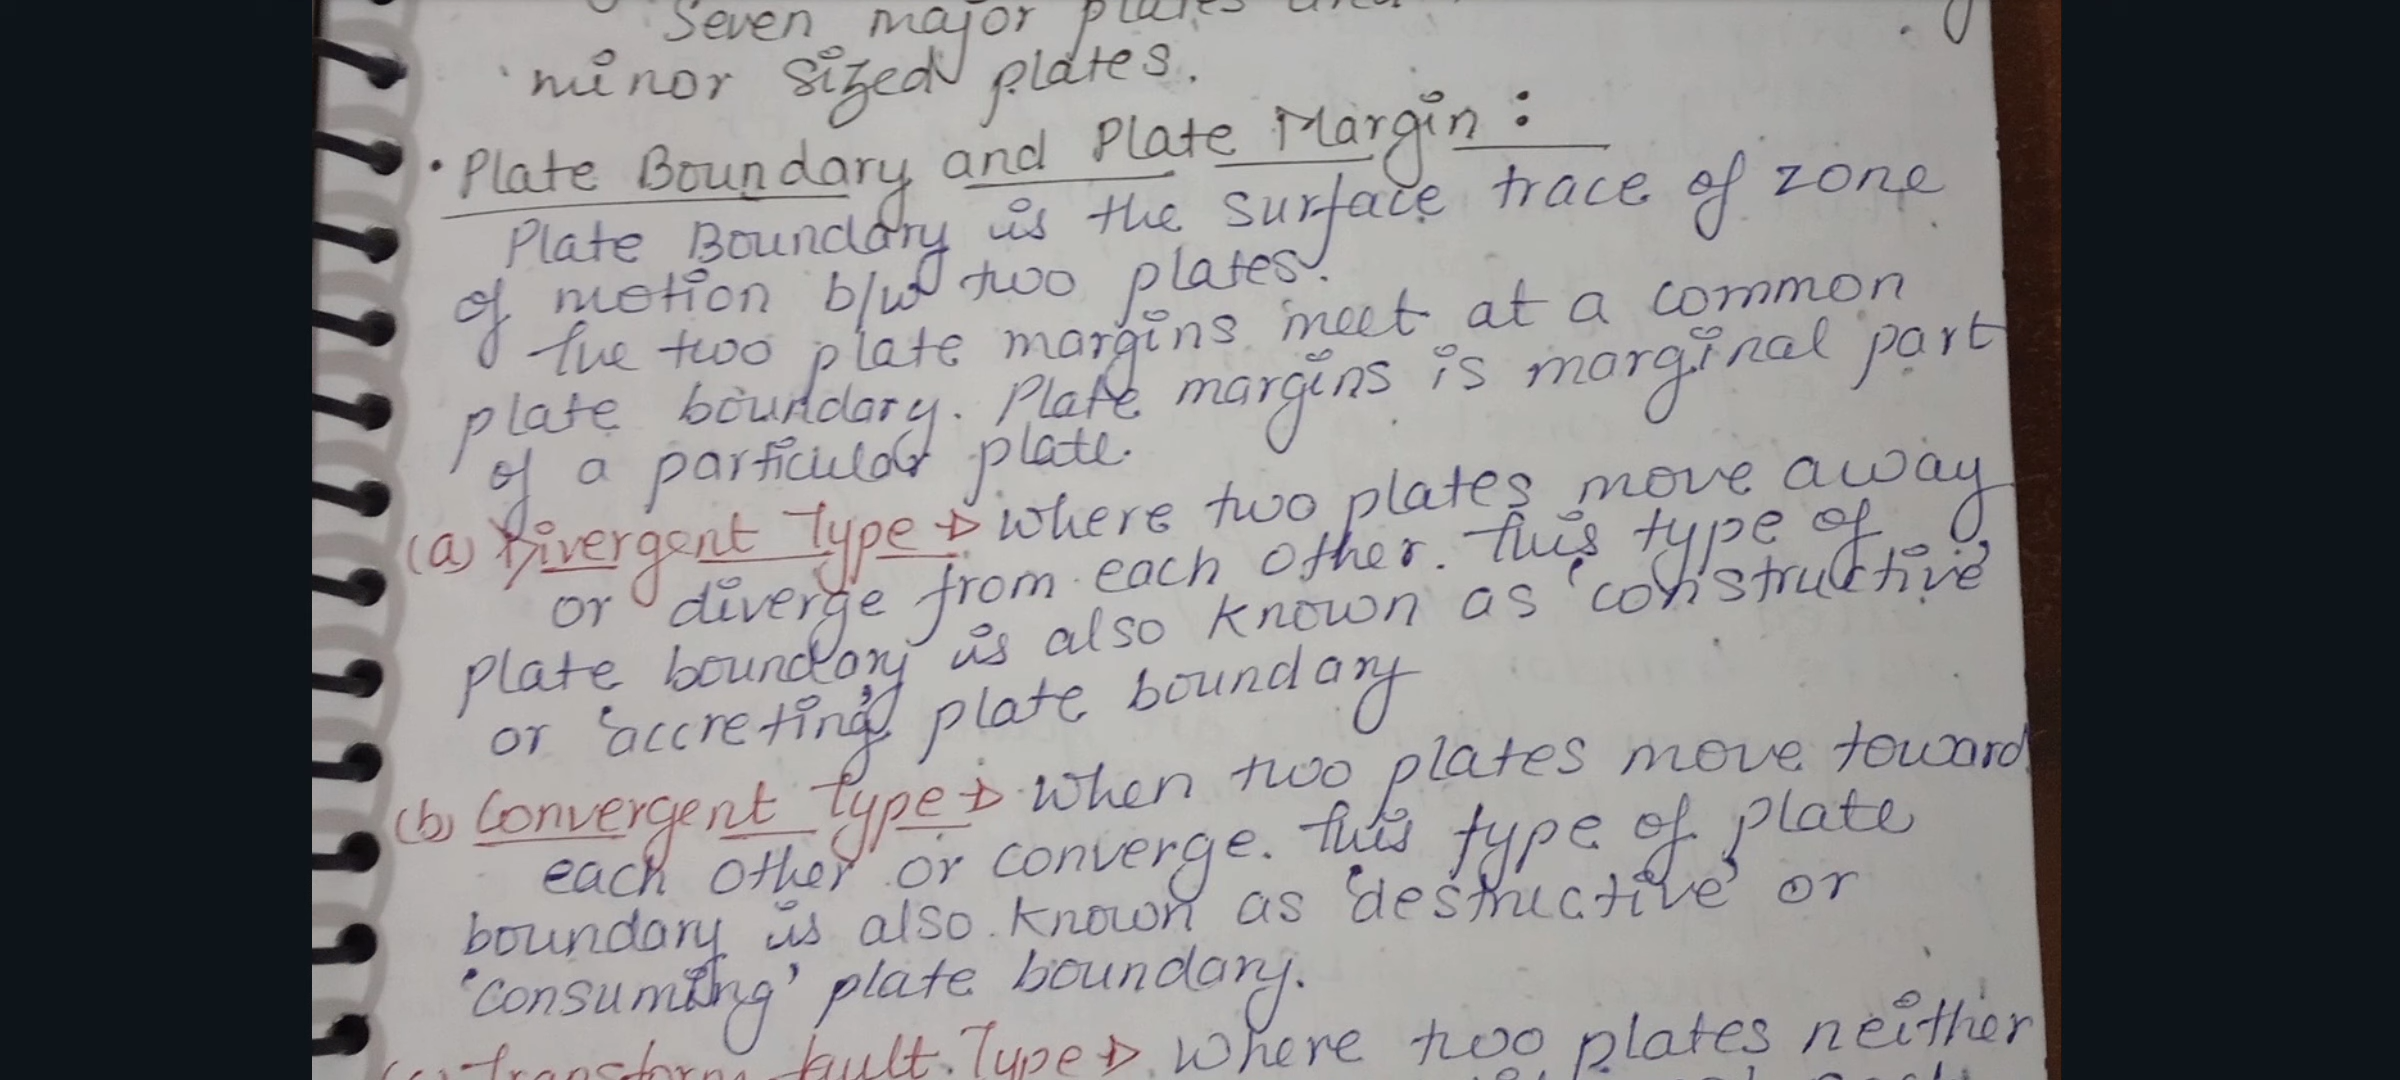 Seven major plates and
minor sized plates.
• Plate Boundary and Plate Margin :
Plate Boundary is the surface trace of zone
of motion b/w two plates.
The two plate margins meet at a common
plate boundary. Plate margins is marginal part
of a particular plate.
(a) Divergent Type → where two plates move away
or diverge from each other. This type of
plate boundary is also known as 'constructive'
or 'accreting' plate boundary
(b) Convergent Type → when two plates move toward
each other or converge. This type of plate
boundary is also known as 'destructive' or
'consuming' plate boundary.
(c) Transform fault Type → where two plates neither